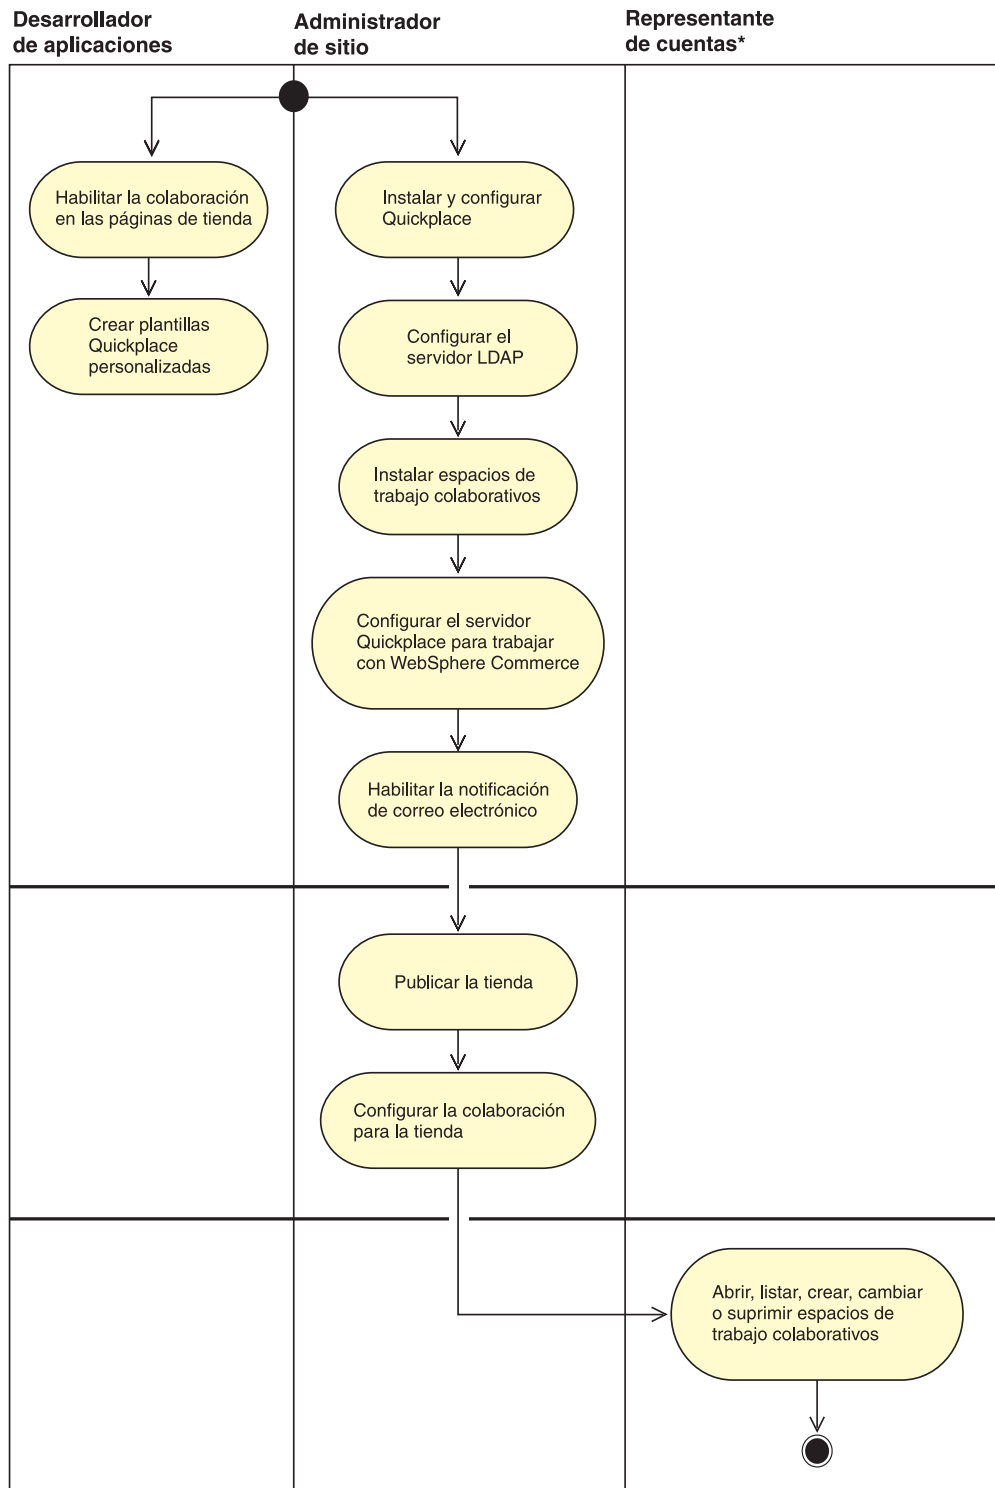 Desarrollador
de aplicaciones
Administrador
de sitio
Representante
de cuentas*
Habilitar la colaboración
en las páginas de tienda
Instalar y configurar
Quickplace
Crear plantillas
Quickplace
personalizadas
Configurar el
servidor LDAP
Instalar espacios de
trabajo colaborativos
Configurar el servidor
Quickplace para trabajar
con WebSphere Commerce
Habilitar la notificación
de correo electrónico
Publicar la tienda
Configurar la colaboración
para la tienda
Abrir, listar, crear, cambiar
o suprimir espacios de
trabajo colaborativos